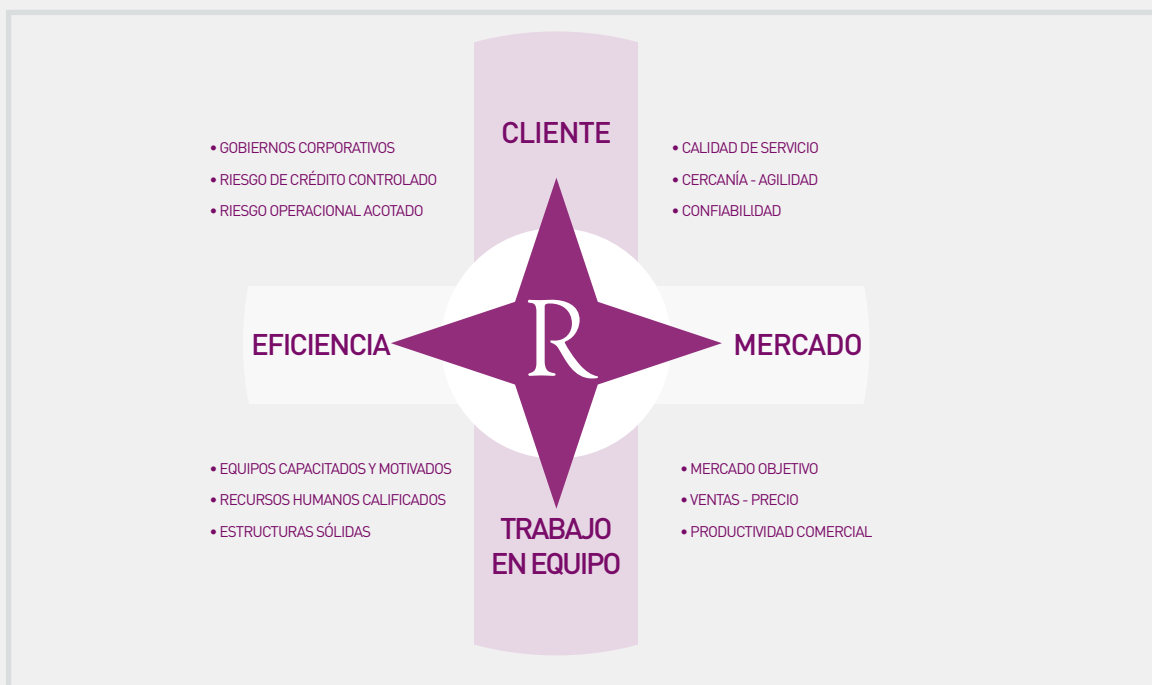 CLIENTE
• GOBIERNOS CORPORATIVOS
• RIESGO DE CRÉDITO CONTROLADO
• RIESGO OPERACIONAL ACOTADO
• CALIDAD DE SERVICIO
• CERCANÍA - AGILIDAD
• CONFIABILIDAD
EFICIENCIA
R
MERCADO
• EQUIPOS CAPACITADOS Y MOTIVADOS
• RECURSOS HUMANOS CALIFICADOS
• ESTRUCTURAS SÓLIDAS
• MERCADO OBJETIVO
• VENTAS - PRECIO
• PRODUCTIVIDAD COMERCIAL
TRABAJO
EN EQUIPO